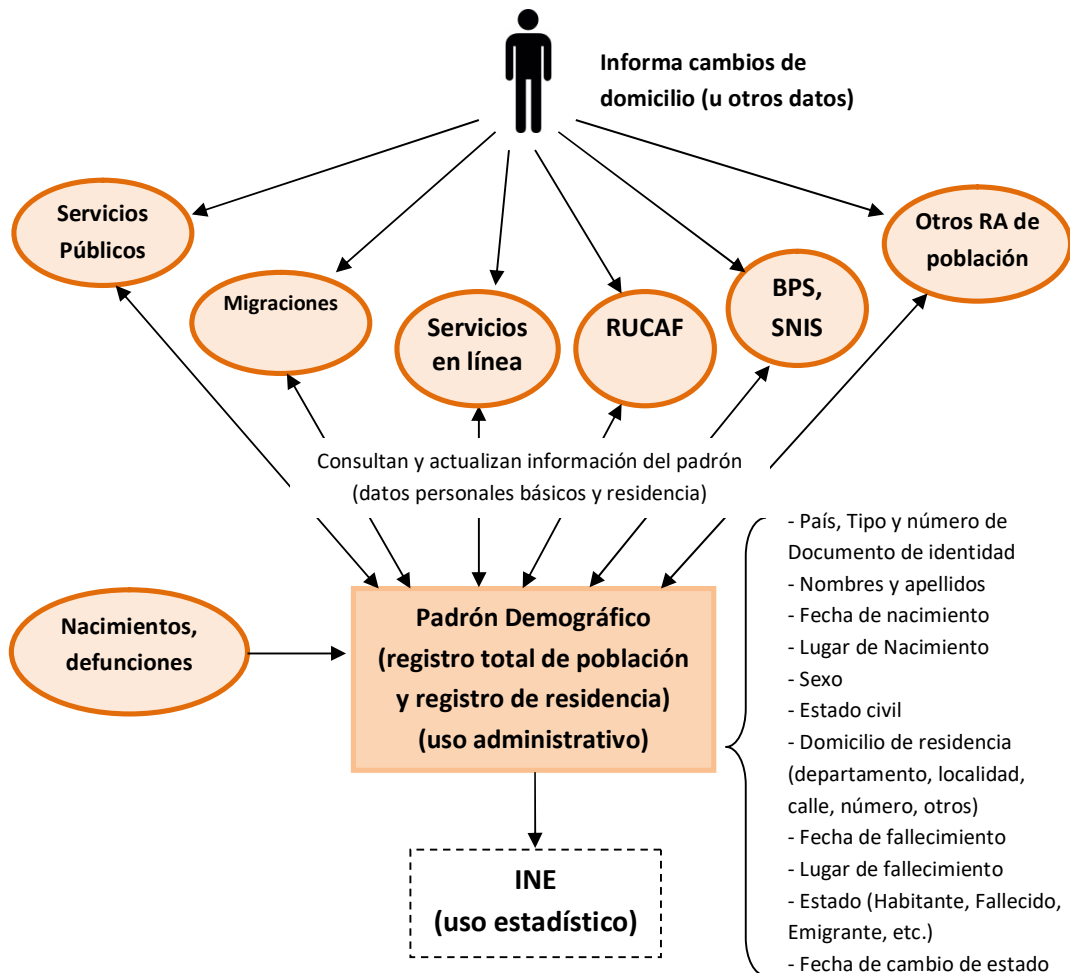 Informa cambios de
domicilio (u otros datos)
Servicios
Públicos
Migraciones
Servicios
en línea
RUCAF
BPS,
SNIS
Otros RA de
población
Consultan y actualizan información del padrón
(datos personales básicos y residencia)
Nacimientos,
defunciones
Padrón Demográfico
(registro total de población
y registro de residencia)
(uso administrativo)
- País, Tipo y número de
Documento de identidad
- Nombres y apellidos
- Fecha de nacimiento
- Lugar de Nacimiento
- Sexo
- Estado civil
- Domicilio de residencia
(departamento, localidad,
calle, número, otros)
- Fecha de fallecimiento
- Lugar de fallecimiento
- Estado (Habitante, Fallecido,
Emigrante, etc.)
- Fecha de cambio de estado
INE
(uso estadístico)